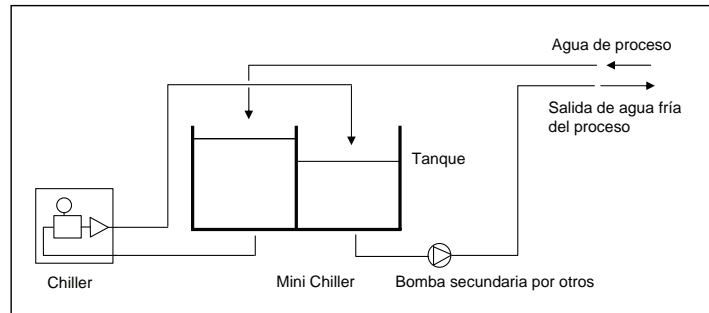 Agua de proceso
Salida de agua fría
del proceso
Tanque
Chiller
Mini Chiller
Bomba secundaria por otros